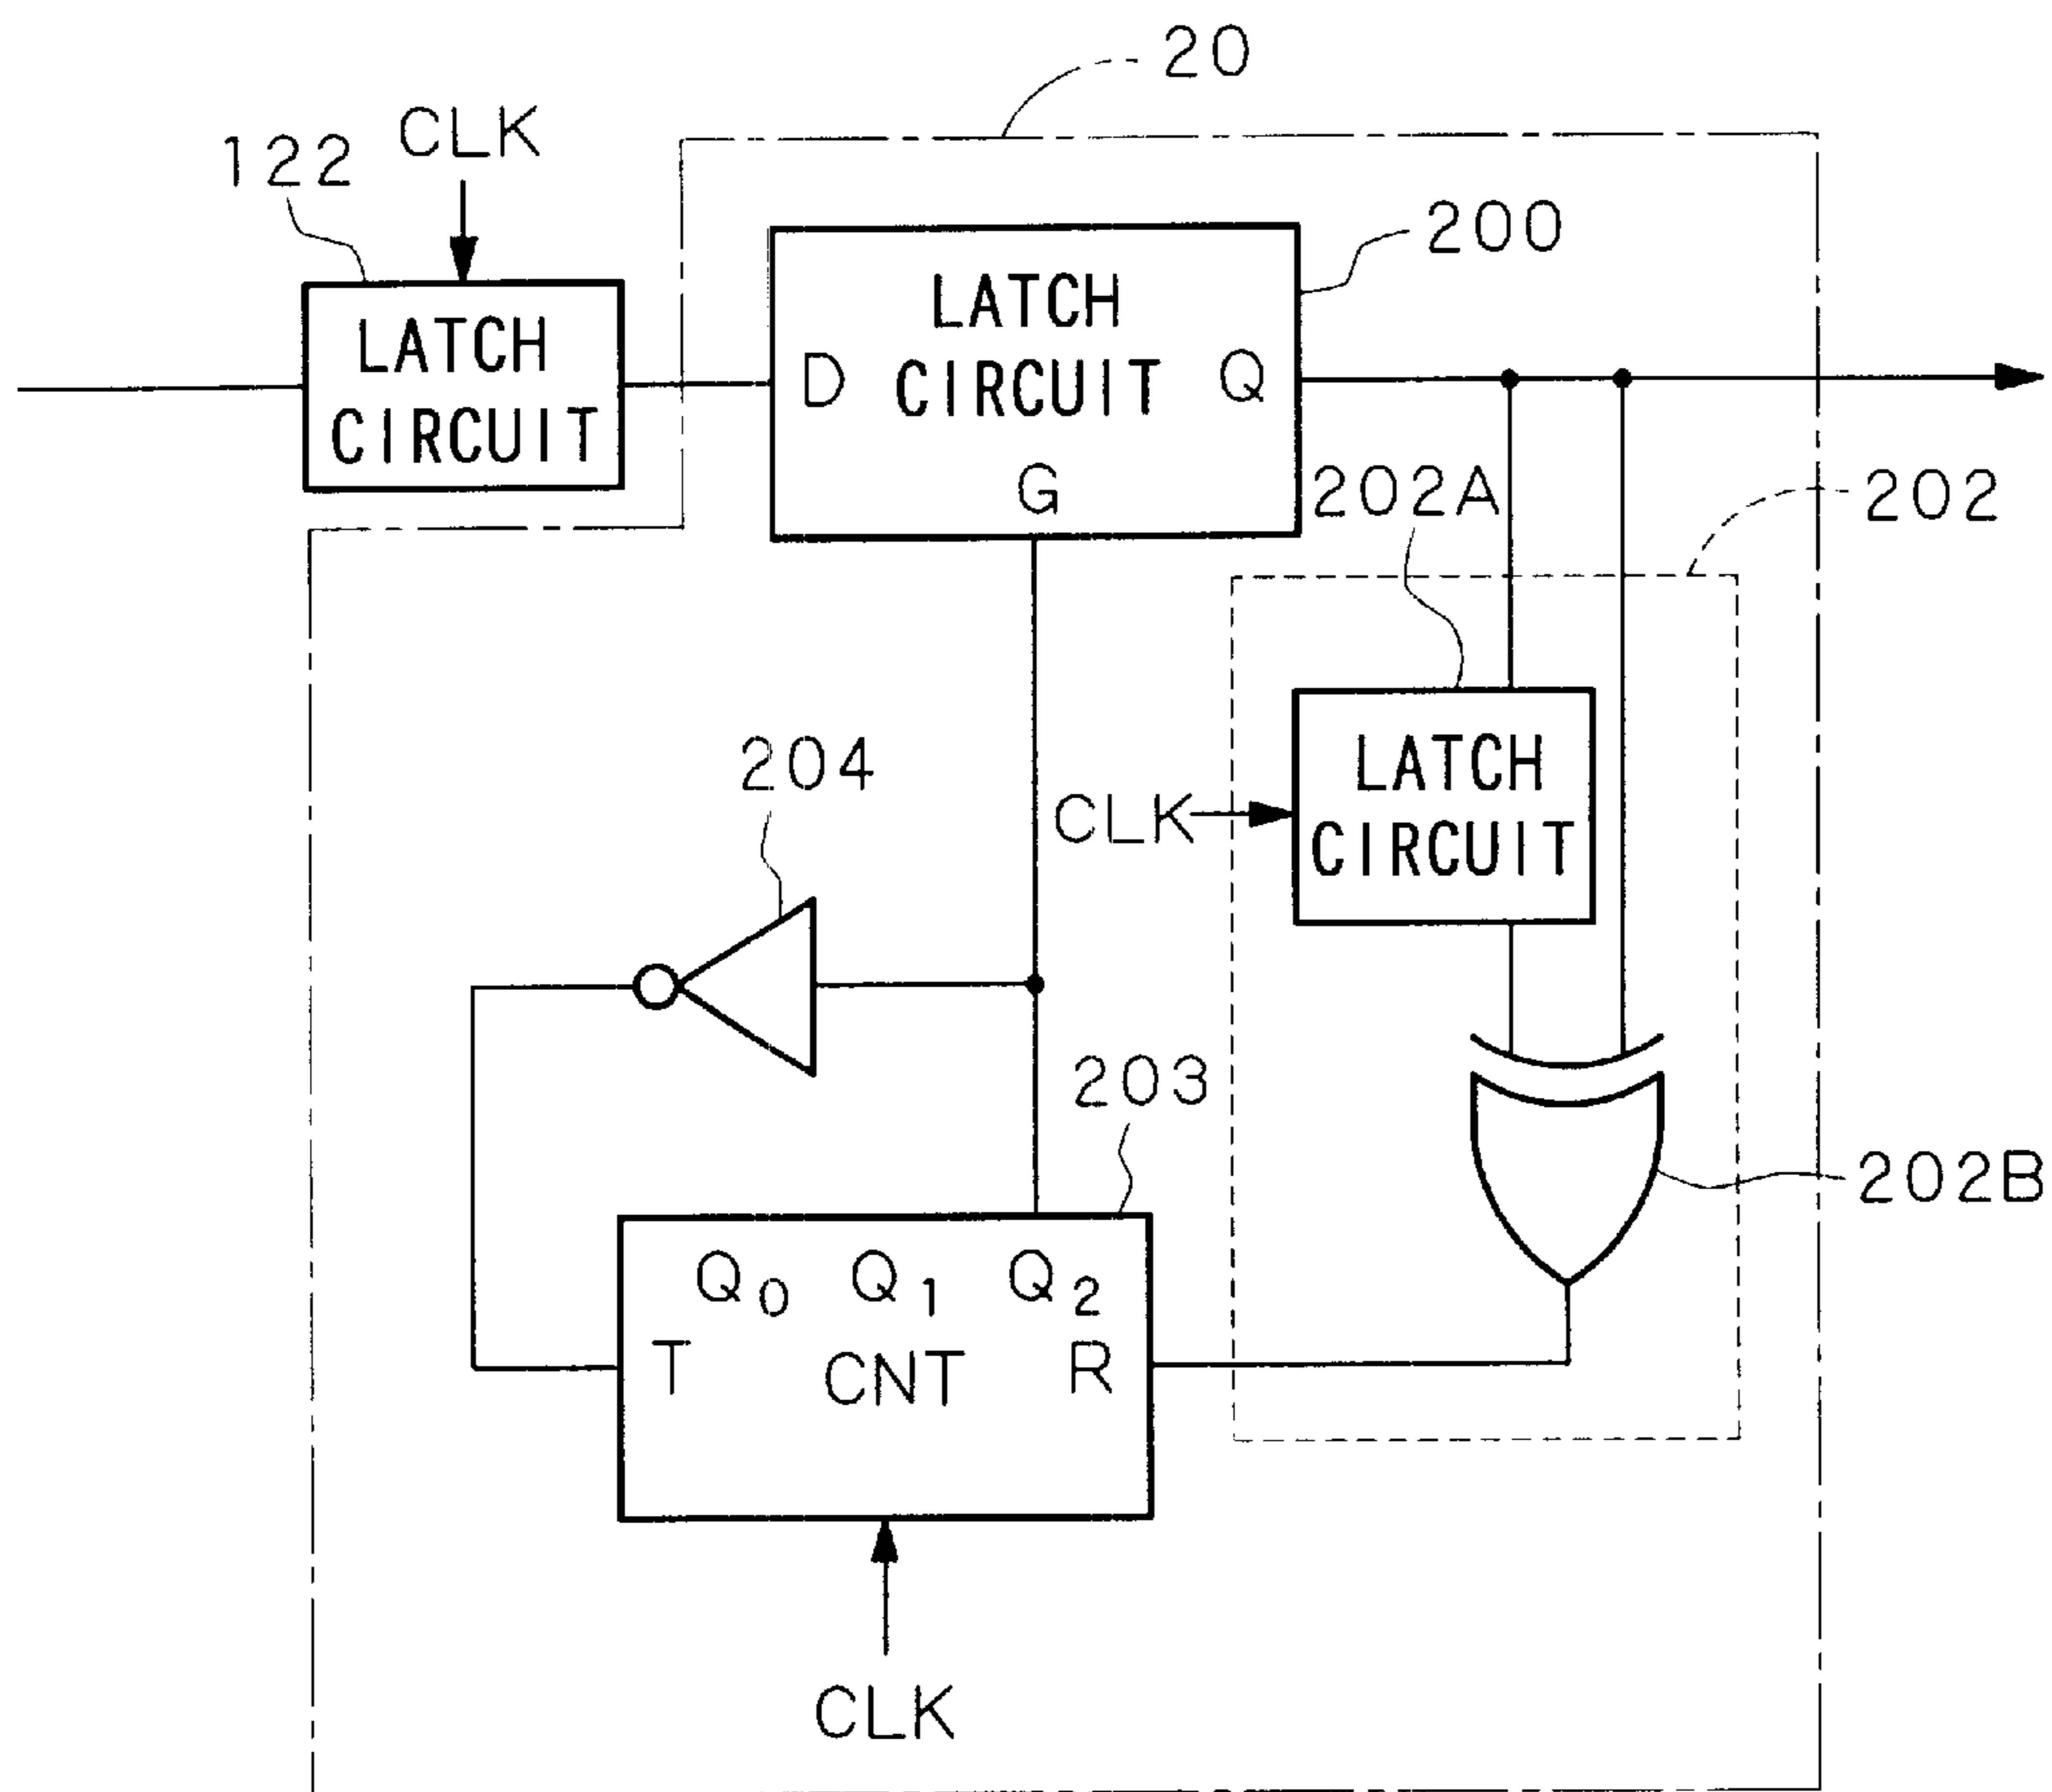 20
CLK
122
200
LATCH
CIRCUIT
D
Q
G
LATCH
CIRCUIT
202A
202
204
CLK
LATCH
CIRCUIT
203
202B
Q0 Q1 Q2
T CNT R
CLK